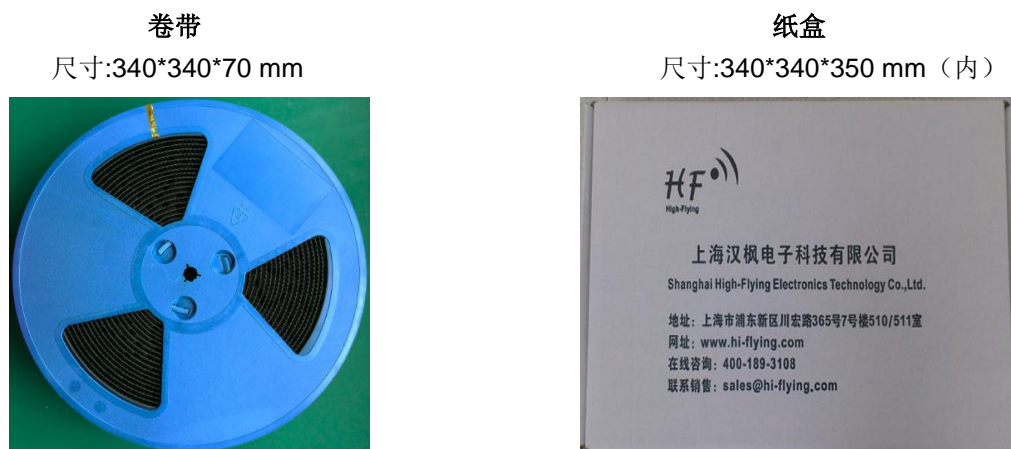 卷带
纸盒
尺寸:340*340*70 mm
尺寸:340*340*350 mm（内）
HF
High-Flying
上海汉枫电子科技有限公司
Shanghai High-Flying Electronics Technology Co.,Ltd.
地址：上海市浦东新区川宏路365号7号楼510/511室
网址：www.hi-flying.com
在线咨询：400-189-3108
联系销售：sales@hi-flying.com